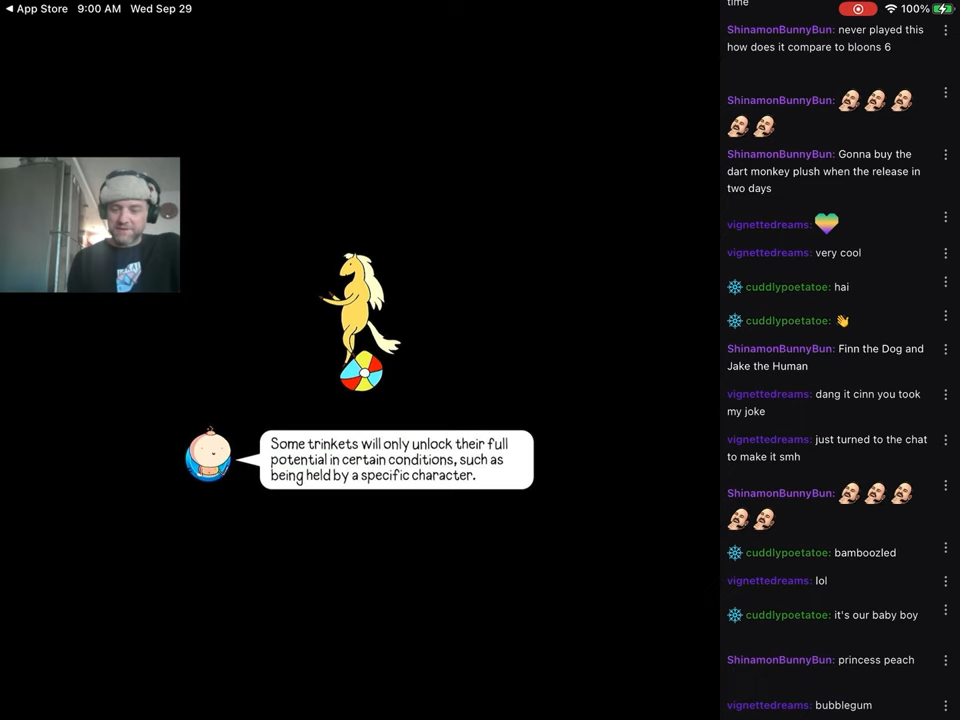 App Store 9:00 AM Wed Sep 29
100%
time
ShinamonBunnyBun: never played this
how does it compare to bloons 6
ShinamonBunnyBun:
ShinamonBunnyBun: Gonna buy the
dart monkey plush when the release in
two days
vignettedreams:
vignettedreams: very cool
cuddlypoetatoe: hai
cuddlypoetatoe:
ShinamonBunnyBun: Finn the Dog and
Jake the Human
vignettedreams: dang it cinn you took
my joke
vignettedreams: just turned to the chat
to make it smh
ShinamonBunnyBun:
cuddlypoetatoe: bamboozled
vignettedreams: lol
cuddlypoetatoe: it's our baby boy
ShinamonBunnyBun: princess peach
vignettedreams: bubblegum
Some trinkets will only unlock their full
potential in certain conditions, such as
being held by a specific character.